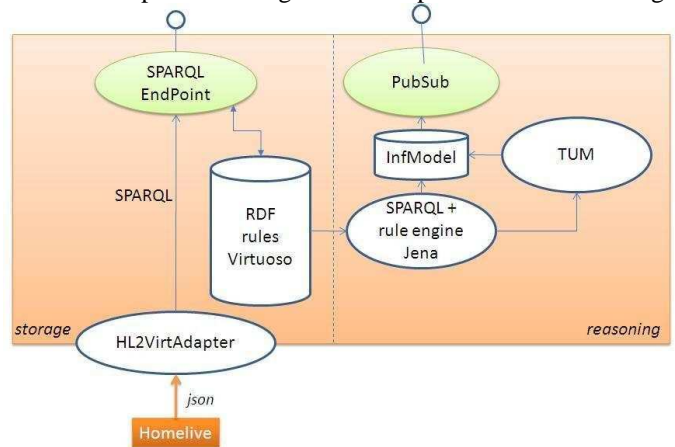 SPARQL
EndPoint
PubSub
InfModel
TUM
SPARQL
RDF
rules
Virtuoso
SPARQL +
rule engine
Jena
storage
reasoning
HL2VirtAdapter
json
Homelive